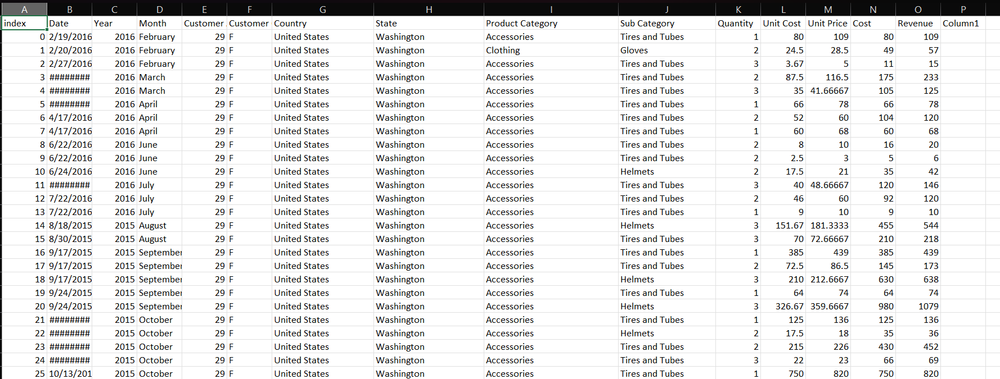 A B C D E F G H I J K L M N O P
index Date Year Month Customer Customer Country State Product Category Sub Category Quantity Unit Cost Unit Price Cost Revenue Column1
0 2/19/2016 2016 February 29 F United States Washington Accessories Tires and Tubes 1 80 109 80 109
1 2/20/2016 2016 February 29 F United States Washington Clothing Gloves 2 24.5 28.5 49 57
2 2/27/2016 2016 February 29 F United States Washington Accessories Tires and Tubes 3 3.67 5 11 15
3 ######## 2016 March 29 F United States Washington Accessories Tires and Tubes 2 87.5 116.5 175 233
4 ######## 2016 March 29 F United States Washington Accessories Tires and Tubes 3 35 41.66667 105 125
5 ######## 2016 April 29 F United States Washington Accessories Tires and Tubes 1 66 78 66 78
6 4/17/2016 2016 April 29 F United States Washington Accessories Tires and Tubes 2 52 60 104 120
7 4/17/2016 2016 April 29 F United States Washington Accessories Tires and Tubes 1 60 68 60 68
8 6/22/2016 2016 June 29 F United States Washington Accessories Tires and Tubes 2 8 10 16 20
9 6/22/2016 2016 June 29 F United States Washington Accessories Tires and Tubes 2 2.5 3 5 6
10 6/24/2016 2016 June 29 F United States Washington Accessories Helmets 2 17.5 21 35 42
11 ######## 2016 July 29 F United States Washington Accessories Tires and Tubes 3 40 48.66667 120 146
12 7/22/2016 2016 July 29 F United States Washington Accessories Tires and Tubes 2 46 60 92 120
13 7/22/2016 2016 July 29 F United States Washington Accessories Tires and Tubes 1 9 10 9 10
14 8/18/2015 2015 August 29 F United States Washington Accessories Helmets 3 151.67 181.3333 455 544
15 8/30/2015 2015 August 29 F United States Washington Accessories Tires and Tubes 3 70 72.66667 210 218
16 9/17/2015 2015 September 29 F United States Washington Accessories Tires and Tubes 1 385 439 385 439
17 9/17/2015 2015 September 29 F United States Washington Accessories Tires and Tubes 2 72.5 86.5 145 173
18 9/17/2015 2015 September 29 F United States Washington Accessories Helmets 3 210 212.6667 630 638
19 9/24/2015 2015 September 29 F United States Washington Accessories Tires and Tubes 1 64 74 64 74
20 9/24/2015 2015 September 29 F United States Washington Accessories Helmets 3 326.67 359.6667 980 1079
21 ######## 2015 October 29 F United States Washington Accessories Tires and Tubes 1 125 136 125 136
22 ######## 2015 October 29 F United States Washington Accessories Helmets 2 17.5 18 35 36
23 ######## 2015 October 29 F United States Washington Accessories Tires and Tubes 2 215 226 430 452
24 ######## 2015 October 29 F United States Washington Accessories Tires and Tubes 3 22 23 66 69
25 10/13/201 2015 October 29 F United States Washington Accessories Tires and Tubes 1 750 820 750 820